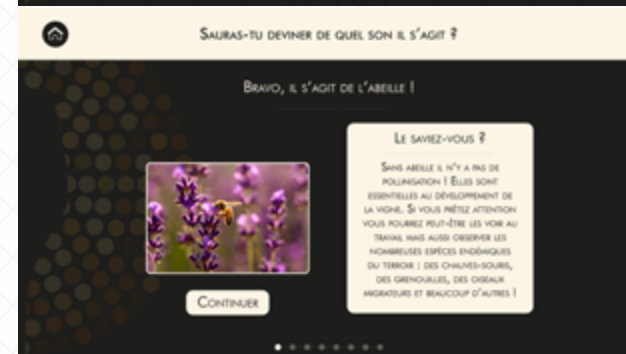 Sauras-tu deviner de quel son il s'agit ?
Bravo, il s'agit de l'abeille !
Le saviez-vous ?
Sans abeille il n'y a pas de
pollinisation ! Elles sont
essentielles au développement de
la vigne. Si vous prêtez attention
vous pourrez peut-être les voir au
travail mais aussi observer les
nombreuses espèces endémiques
du terroir : des chauves-souris,
des grenouilles, des oiseaux
migrateurs et beaucoup d'autres !
Continuer